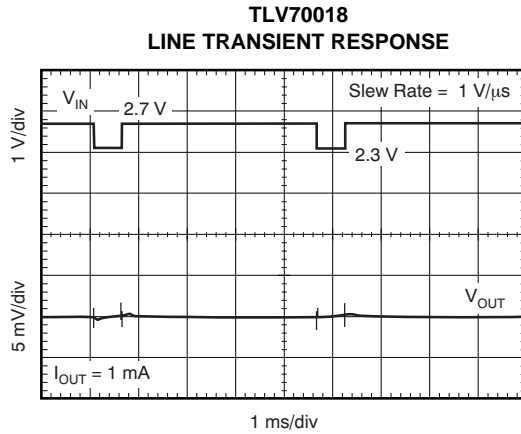 TLV70018
LINE TRANSIENT RESPONSE
1 V/div
V_IN
2.7 V
Slew Rate = 1 V/μs
2.3 V
5 mV/div
V_OUT
I_OUT = 1 mA
1 ms/div